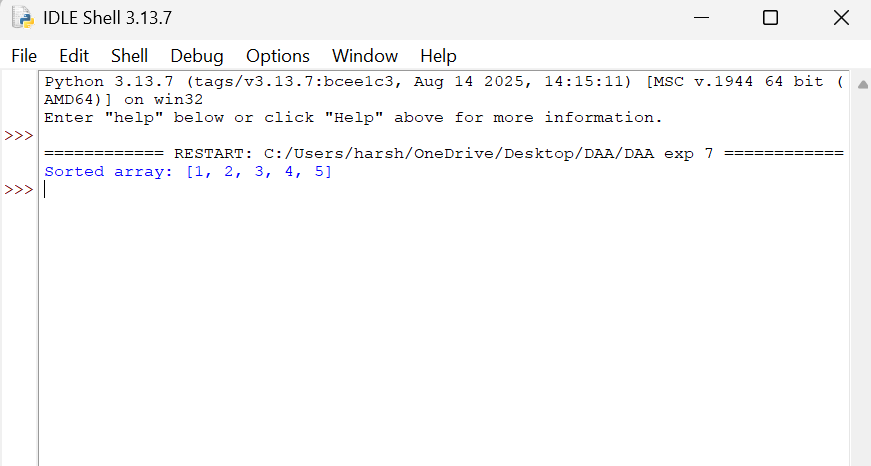 IDLE Shell 3.13.7
File Edit Shell Debug Options Window Help
Python 3.13.7 (tags/v3.13.7:bcee1c3, Aug 14 2025, 14:15:11) [MSC v.1944 64 bit (
AMD64)] on win32
Enter "help" below or click "Help" above for more information.
>>>
============ RESTART: C:/Users/harsh/OneDrive/Desktop/DAA/DAA exp 7 ============
Sorted array: [1, 2, 3, 4, 5]
>>>